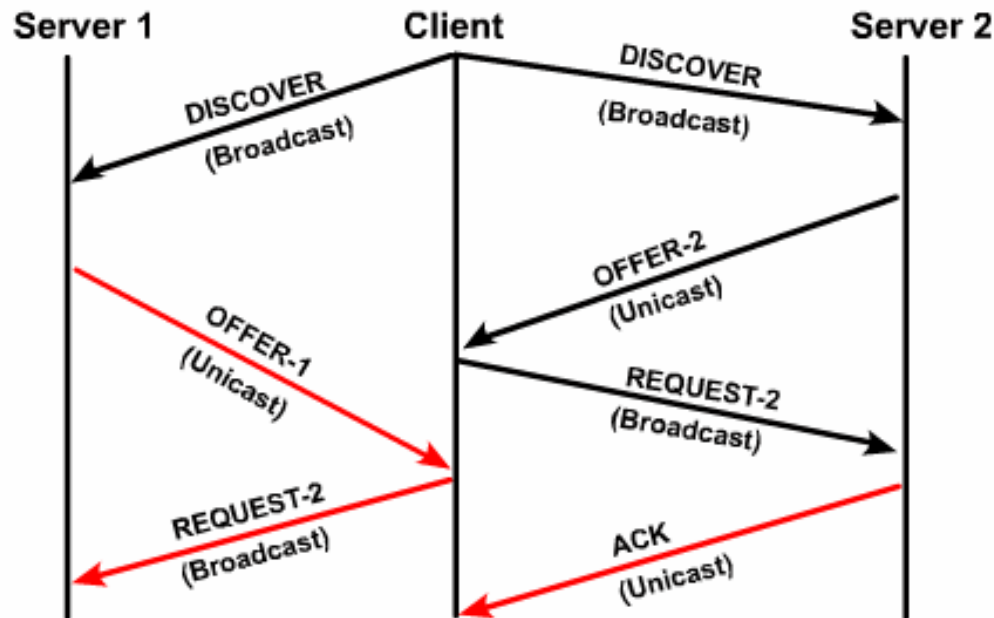 Server 1
Client
Server 2
DISCOVER
(Broadcast)
DISCOVER
(Broadcast)
OFFER-2
(Unicast)
OFFER-1
(Unicast)
REQUEST-2
(Broadcast)
REQUEST-2
(Broadcast)
ACK
(Unicast)